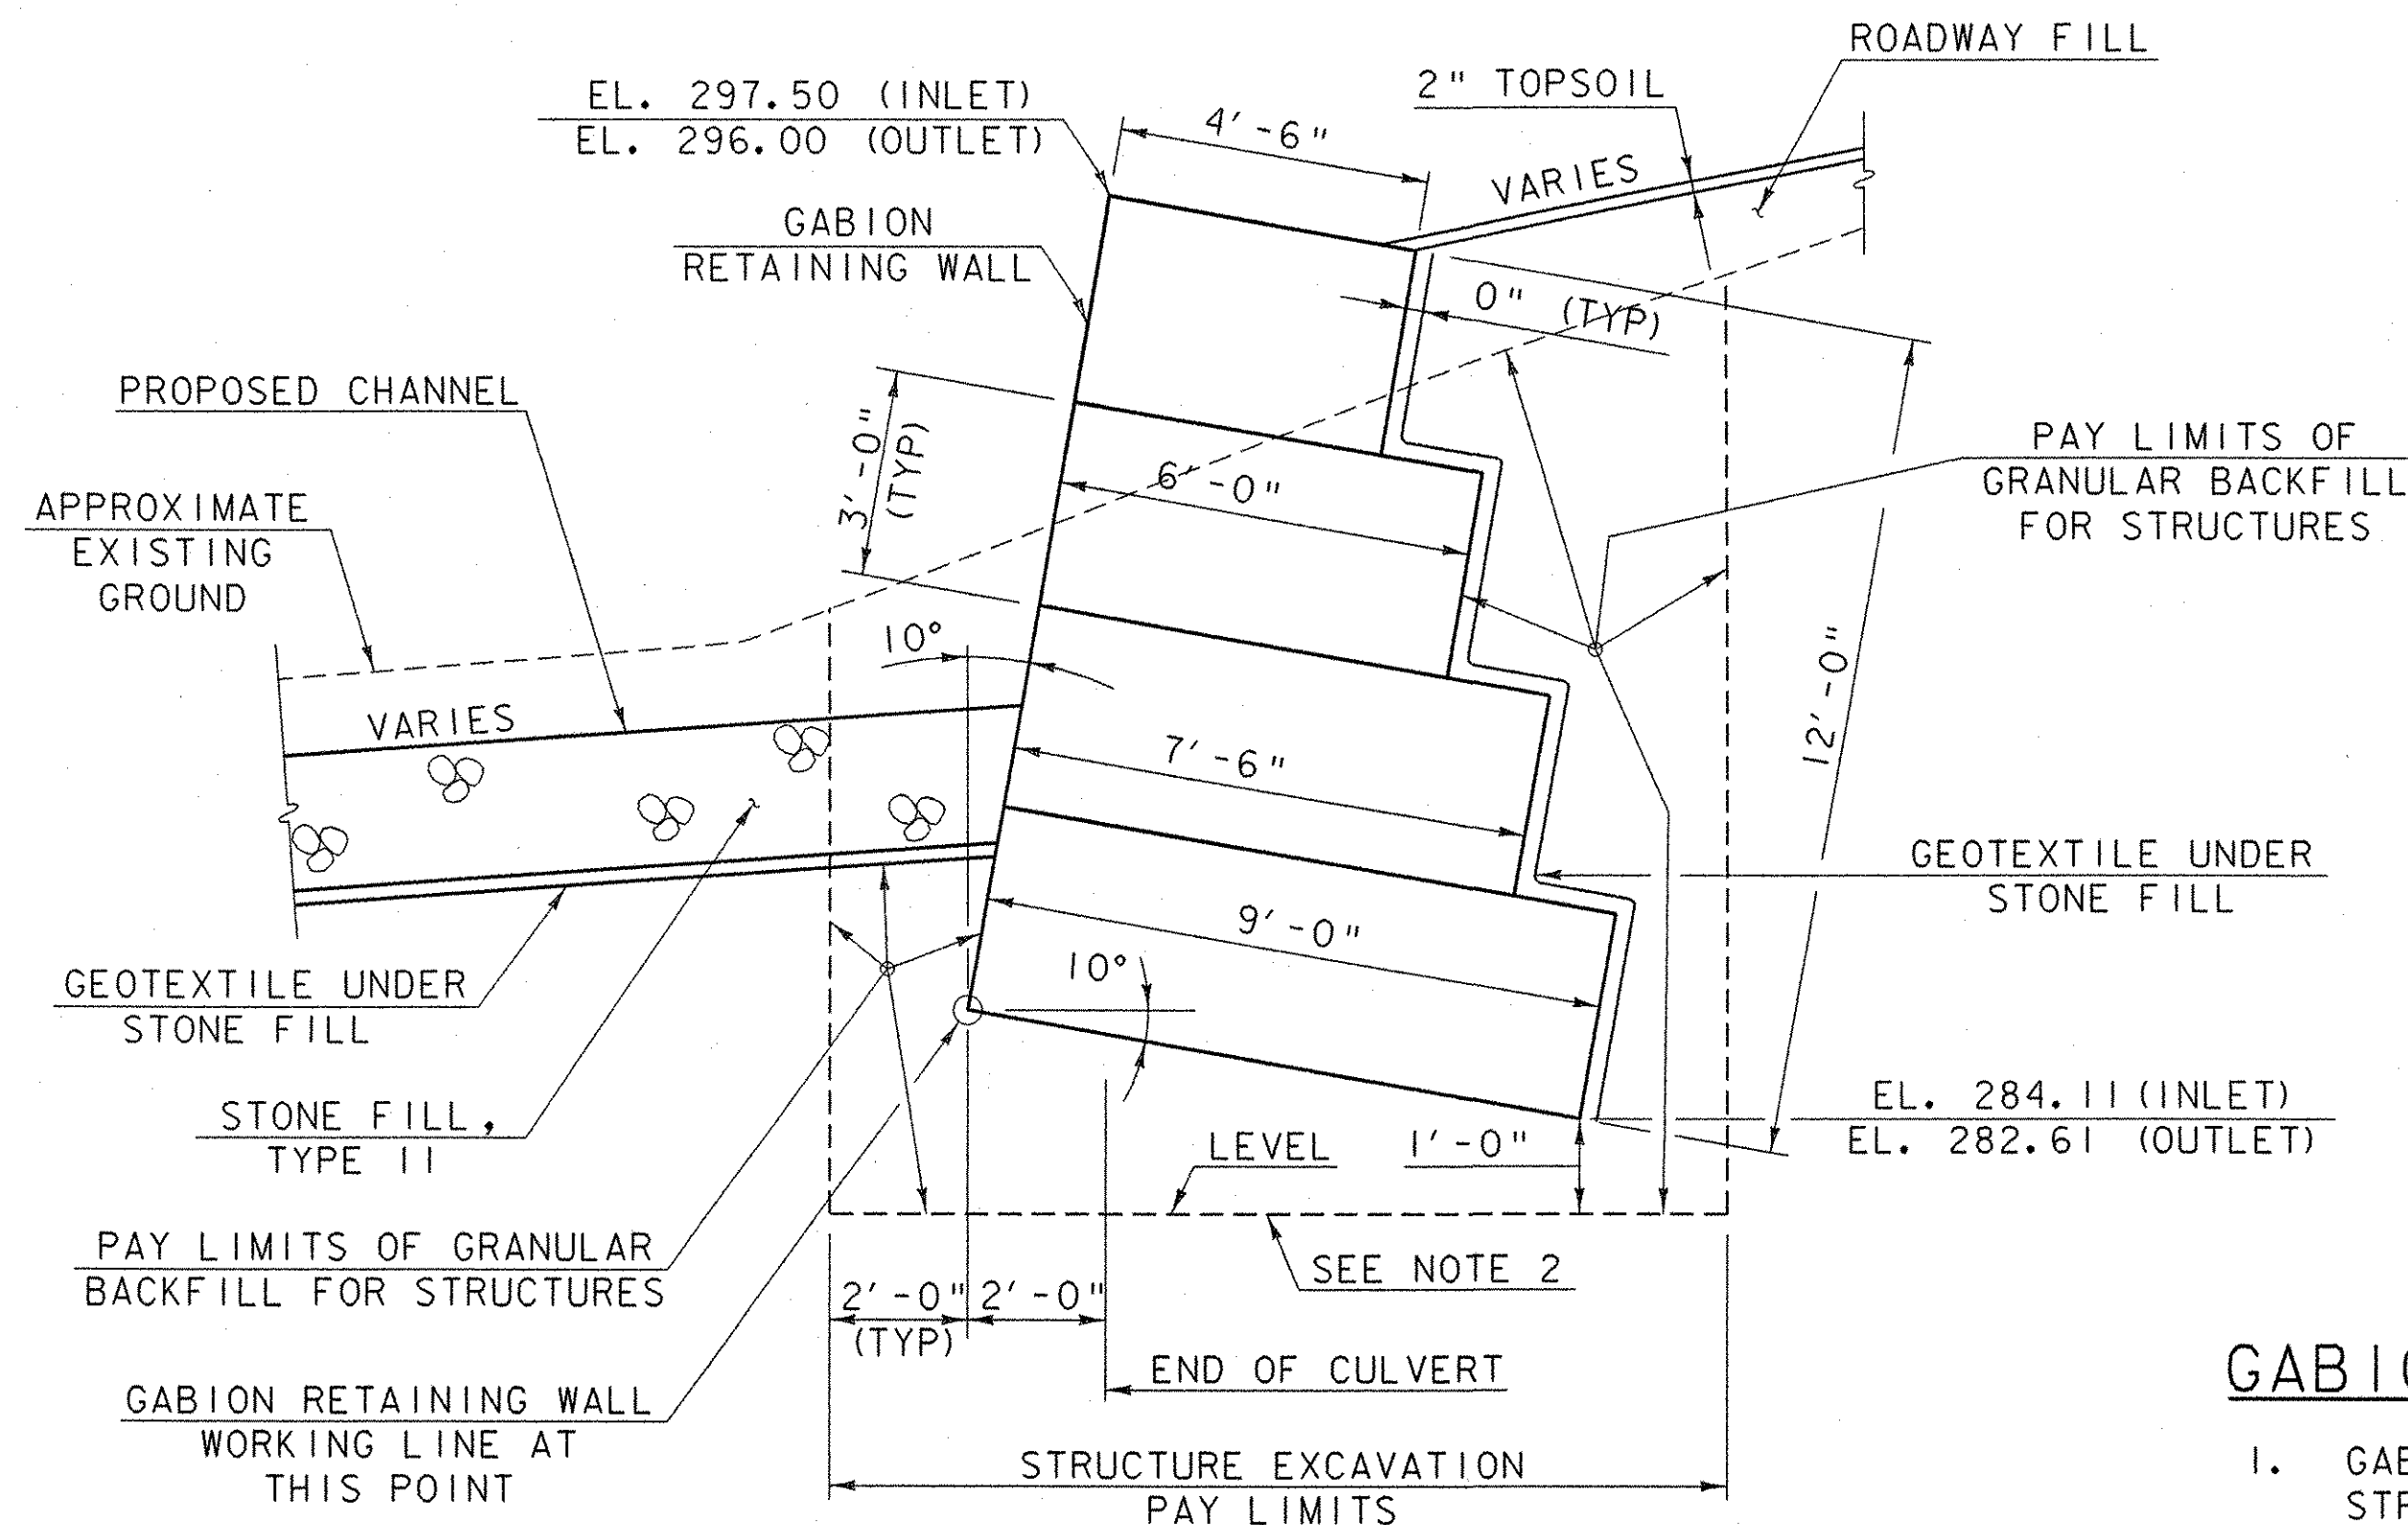 ROADWAY FILL
2" TOPSOIL
EL. 297.50 (INLET)
EL. 296.00 (OUTLET)
4'-6"
VARIES
GABION
RETAINING WALL
0" (TYP)
PROPOSED CHANNEL
3'-0"
(TYP)
6'-0"
PAY LIMITS OF
GRANULAR BACKFILL
FOR STRUCTURES
APPROXIMATE
EXISTING
GROUND
10°
12'-0"
VARIES
7'-6"
GEOTEXTILE UNDER
STONE FILL
9'-0"
10°
GEOTEXTILE UNDER
STONE FILL
STONE FILL,
TYPE II
EL. 284.11 (INLET)
EL. 282.61 (OUTLET)
LEVEL
1'-0"
PAY LIMITS OF GRANULAR
BACKFILL FOR STRUCTURES
SEE NOTE 2
2'-0"
(TYP)
2'-0"
END OF CULVERT
GABION RETAINING WALL
WORKING LINE AT
THIS POINT
STRUCTURE EXCAVATION
PAY LIMITS
1.